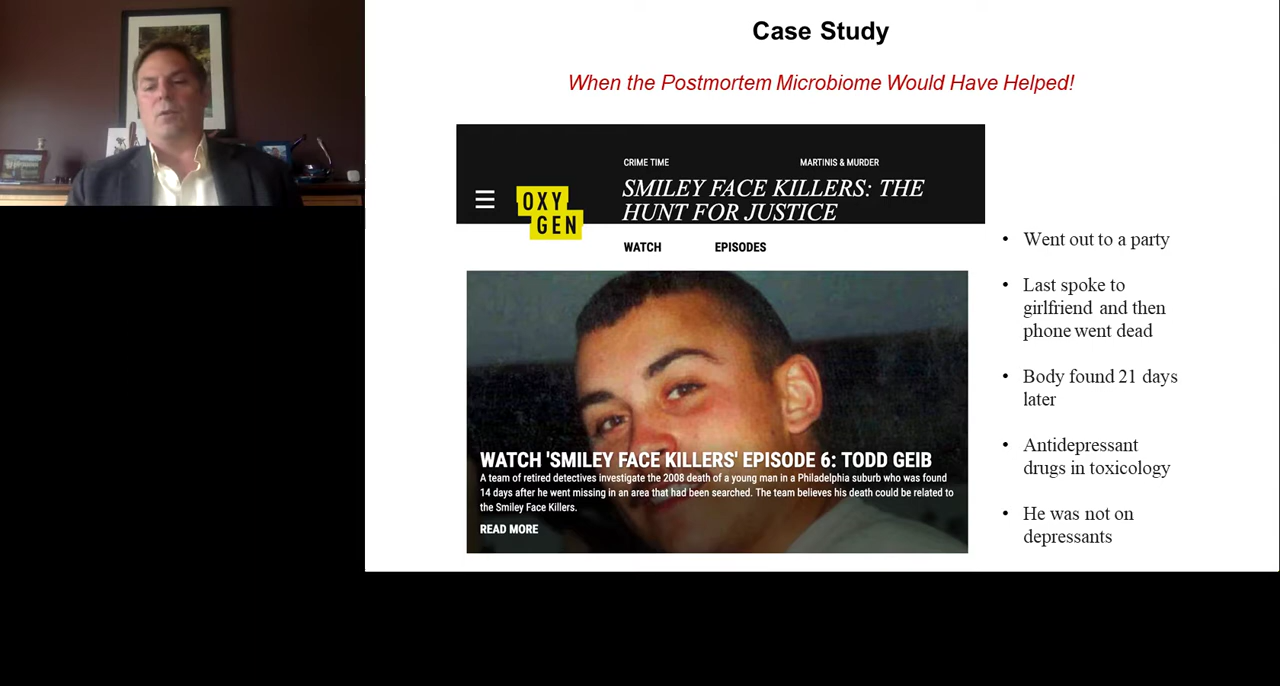 Case Study
When the Postmortem Microbiome Would Have Helped!
CRIME TIME
MARTINIS & MURDER
OXY
GEN
SMILEY FACE KILLERS: THE
HUNT FOR JUSTICE
WATCH
EPISODES
WATCH 'SMILEY FACE KILLERS' EPISODE 6: TODD GEIB
A team of retired detectives investigate the 2008 death of a young man in a Philadelphia suburb who was found
14 days after he went missing in an area that had been searched. The team believes his death could be related to
the Smiley Face Killers.
READ MORE
• Went out to a party
• Last spoke to
girlfriend and then
phone went dead
• Body found 21 days
later
• Antidepressant
drugs in toxicology
• He was not on
depressants